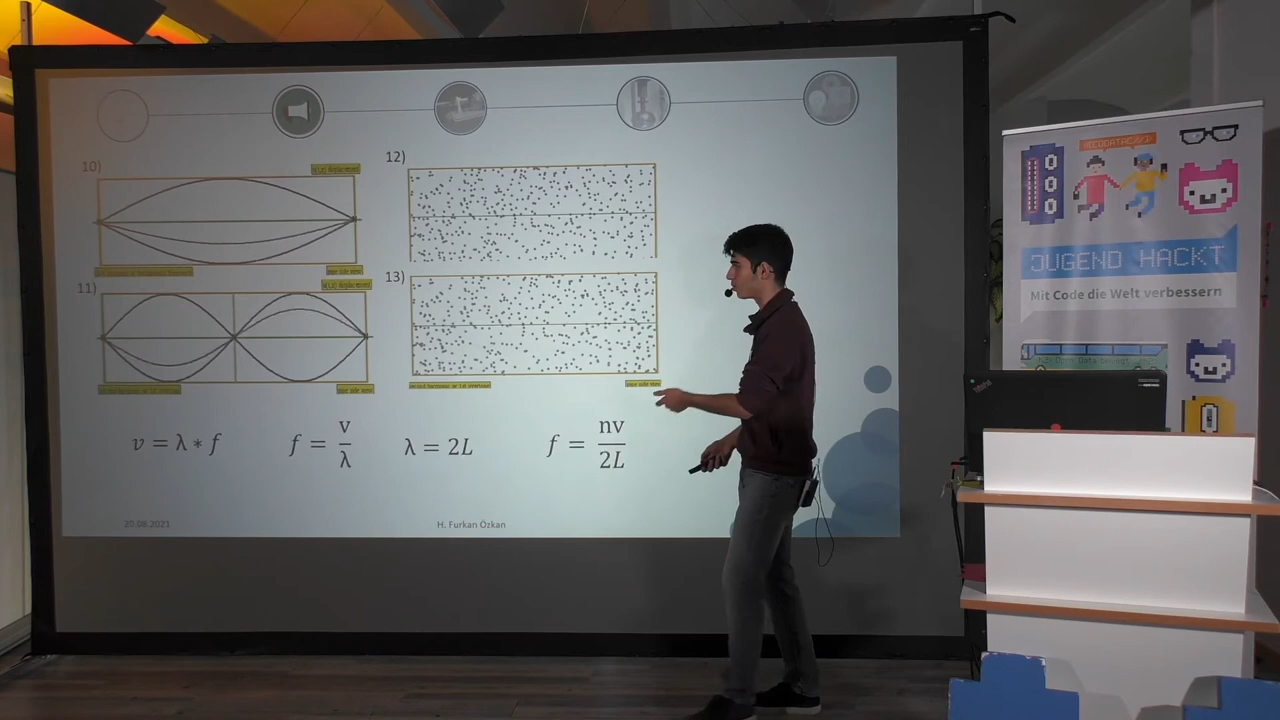 10)
12)
11)
13)
v = λ ∗ f
f = v/λ
λ = 2L
f = nv/2L
20.08.2021
H. Furkan Özkan
JUGEND HACKT
Mit Code die Welt verbessern